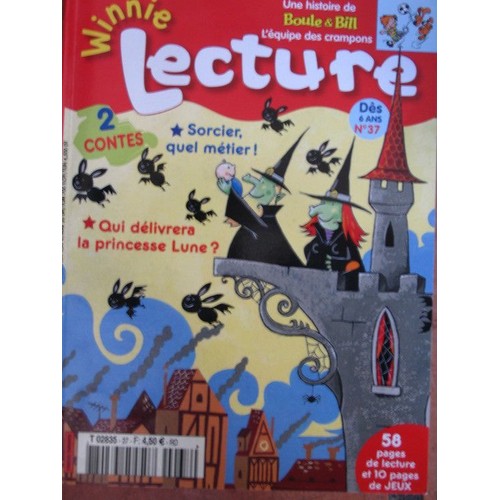 Une histoire de
Boule & Bill
L'équipe des crampons
Winnie
Lecture
Dès
6 ANS
N°37
2
CONTES
★ Sorcier,
quel métier !
★ Qui délivrera
la princesse Lune ?
T 02835 - 37 - F: 4,50 € - RD
58
pages
de lecture
et 10 pages
de JEUX